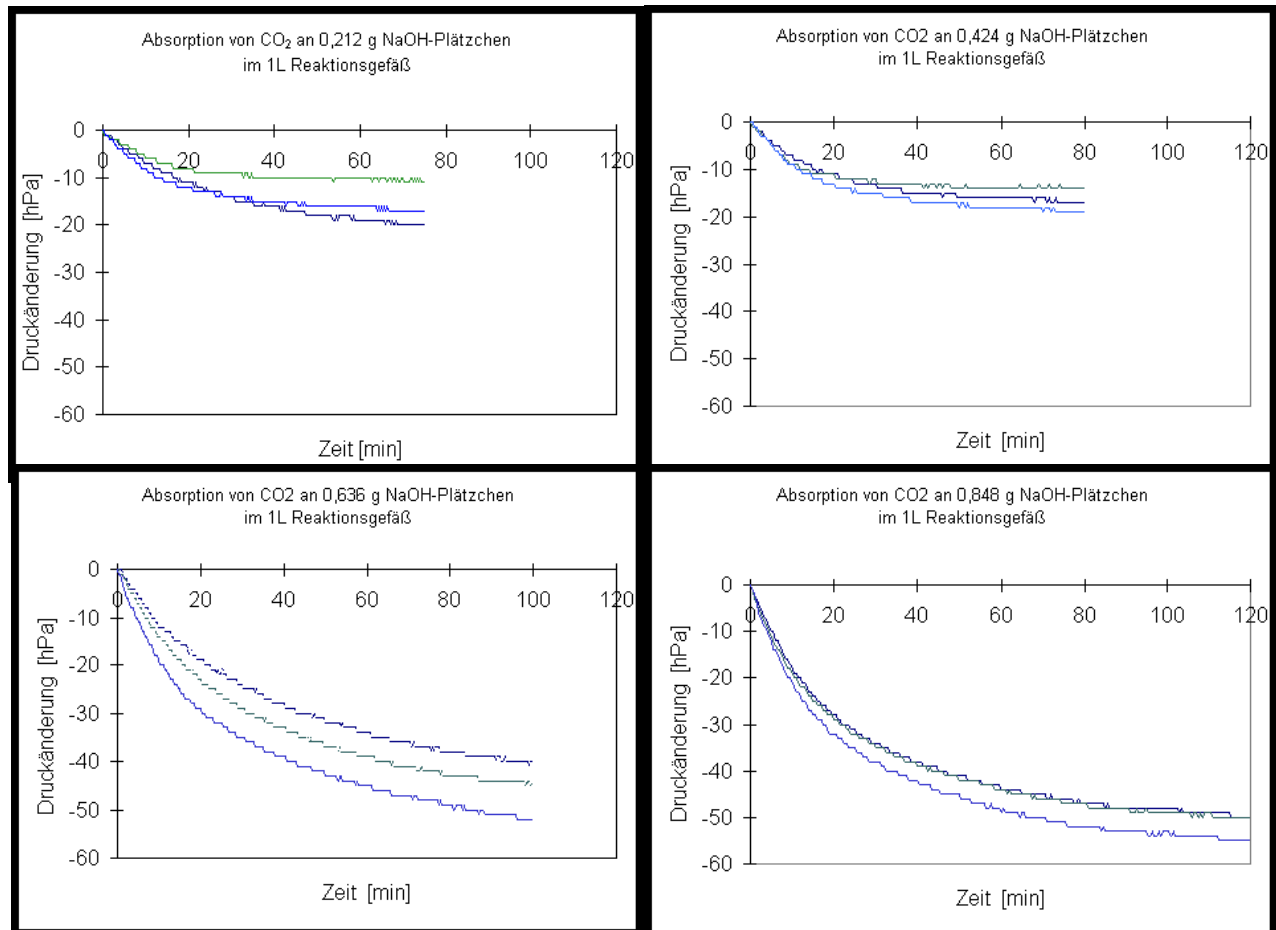 Absorption von CO₂ an 0,212 g NaOH-Plätzchen
im 1L Reaktionsgefäß
0
-10
-20
-30
-40
-50
-60
0 20 40 60 80 100 120
Druckänderung [hPa]
Zeit [min]
Absorption von CO2 an 0,424 g NaOH-Plätzchen
im 1L Reaktionsgefäß
0
-10
-20
-30
-40
-50
-60
0 20 40 60 80 100 120
Druckänderung [hPa]
Zeit [min]
Absorption von CO2 an 0,636 g NaOH-Plätzchen
im 1L Reaktionsgefäß
0
-10
-20
-30
-40
-50
-60
0 20 40 60 80 100 120
Druckänderung [hPa]
Zeit [min]
Absorption von CO2 an 0,848 g NaOH-Plätzchen
im 1L Reaktionsgefäß
0
-10
-20
-30
-40
-50
-60
0 20 40 60 80 100 120
Druckänderung [hPa]
Zeit [min]